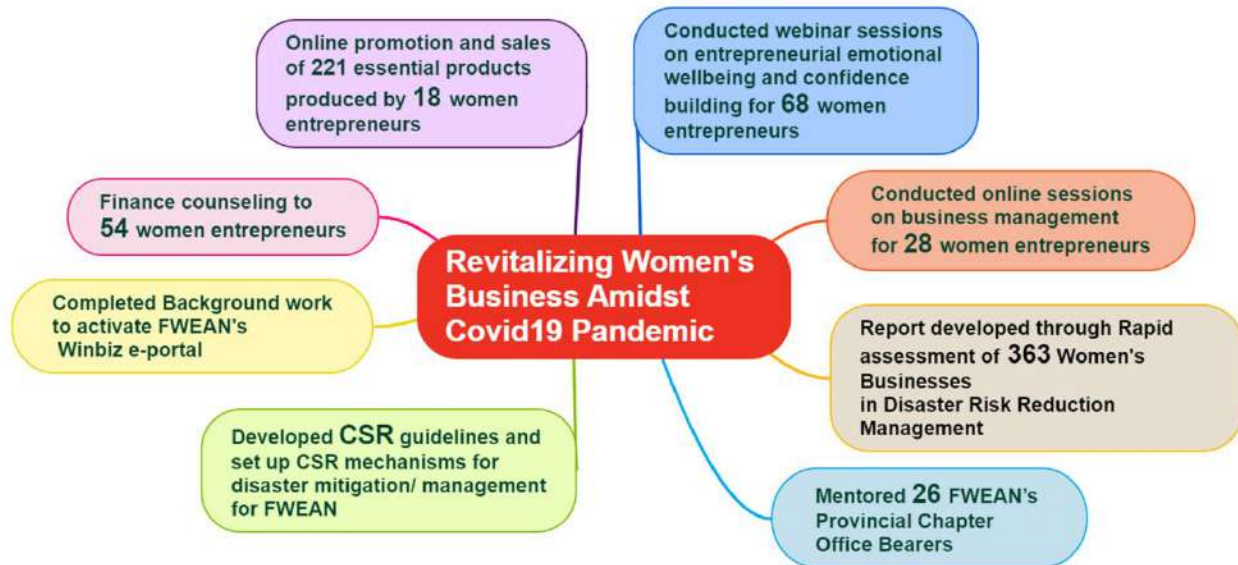 Online promotion and sales
of 221 essential products
produced by 18 women
entrepreneurs
Conducted webinar sessions
on entrepreneurial emotional
wellbeing and confidence
building for 68 women
entrepreneurs
Finance counseling to
54 women entrepreneurs
Conducted online sessions
on business management
for 28 women entrepreneurs
Revitalizing Women's
Business Amidst
Covid19 Pandemic
Completed Background work
to activate FWEAN's
Winbiz e-portal
Report developed through Rapid
assessment of 363 Women's
Businesses
in Disaster Risk Reduction
Management
Developed CSR guidelines and
set up CSR mechanisms for
disaster mitigation/ management
for FWEAN
Mentored 26 FWEAN’s
Provincial Chapter
Office Bearers